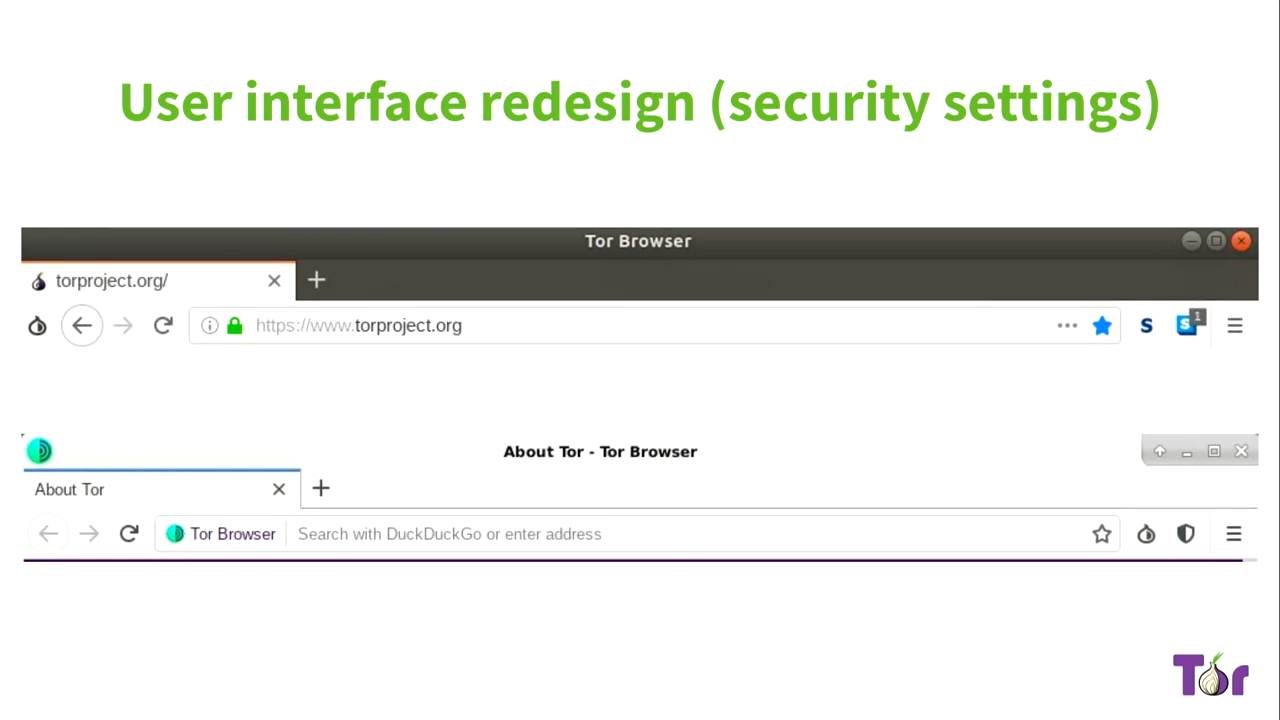 User interface redesign (security settings)
Tor Browser
torproject.org/
https://www.torproject.org
S
S 1
About Tor - Tor Browser
About Tor
Tor Browser Search with DuckDuckGo or enter address
Tor